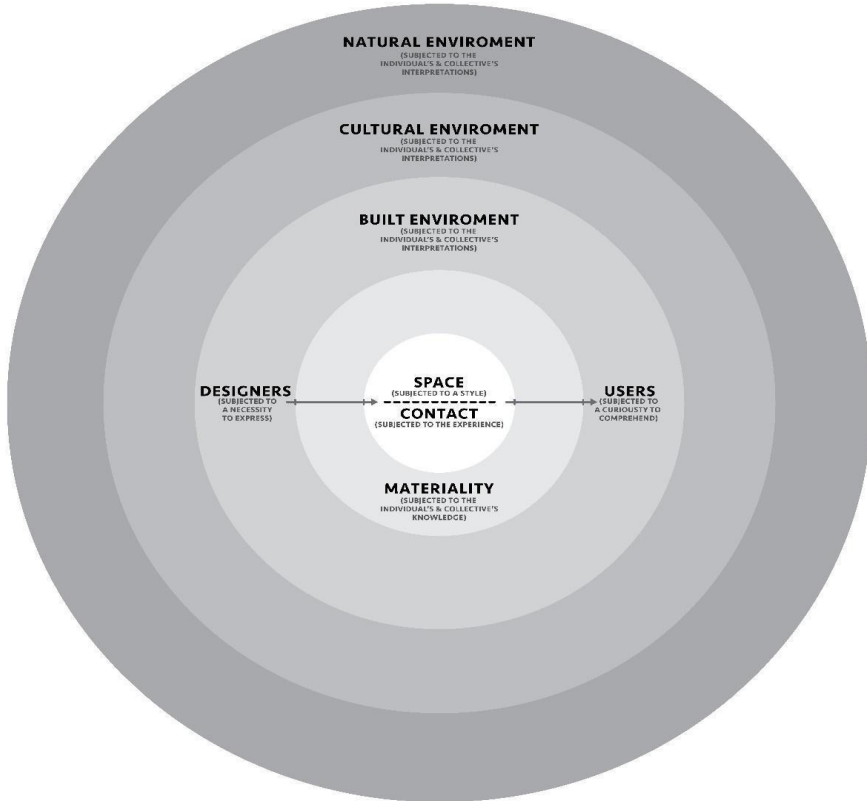 NATURAL ENVIROMENT
(SUBJECTED TO THE
INDIVIDUAL'S & COLLECTIVE'S
INTERPRETATIONS)
CULTURAL ENVIROMENT
(SUBJECTED TO THE
INDIVIDUAL'S & COLLECTIVE'S
INTERPRETATIONS)
BUILT ENVIROMENT
(SUBJECTED TO THE
INDIVIDUAL'S & COLLECTIVE'S
INTERPRETATIONS)
DESIGNERS
(SUBJECTED TO
A NECESSITY
TO EXPRESS)
SPACE
(SUBJECTED TO A STYLE)
CONTACT
(SUBJECTED TO THE EXPERIENCE)
USERS
(SUBJECTED TO
A CURIOUSTY TO
COMPREHEND)
MATERIALITY
(SUBJECTED TO THE
INDIVIDUAL'S & COLLECTIVE'S
KNOWLEDGE)